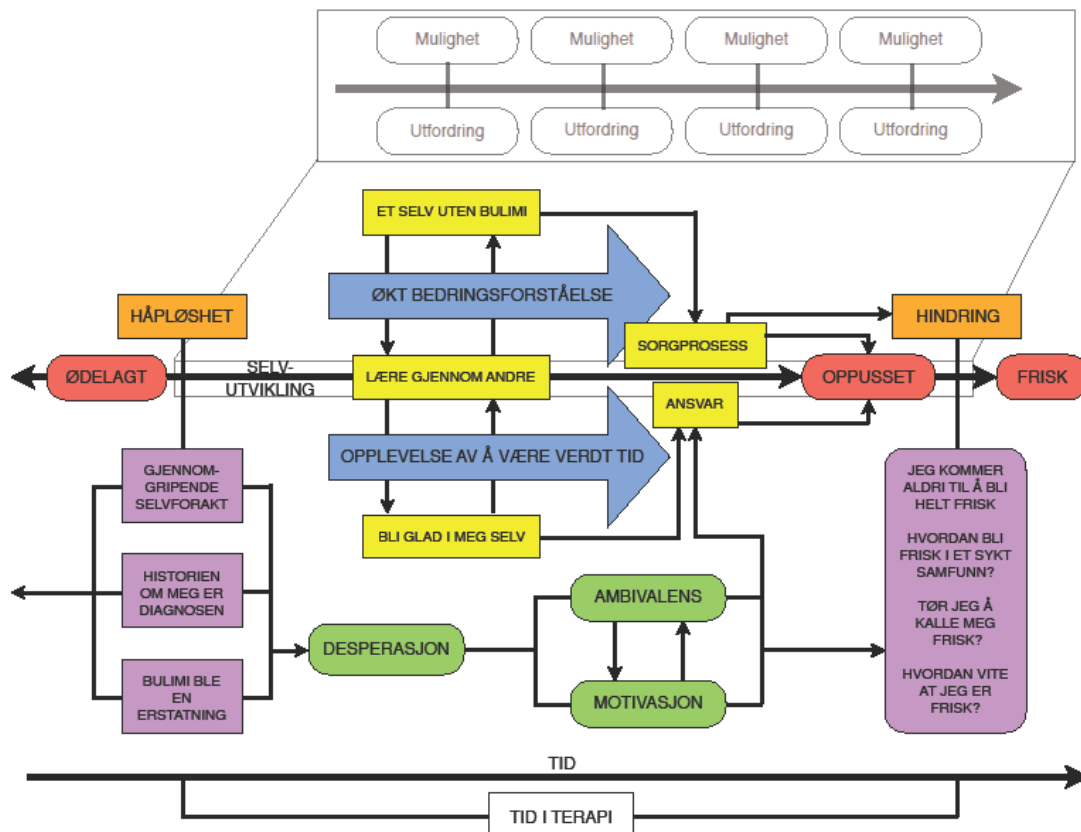 Mulighet
Mulighet
Mulighet
Mulighet
Utfordring
Utfordring
Utfordring
Utfordring
ET SELV UTEN BULIMI
ØKT BEDRINGSFORSTÅELSE
HÅPLØSHET
HINDRING
SORGPROSESS
ØDELAGT
SELV-
UTVIKLING
LÆRE GJENNOM ANDRE
OPPUSSET
FRISK
ANSVAR
OPPLEVELSE AV Å VÆRE VERDT TID
BLI GLAD I MEG SELV
GJENNOM-
GRIPENDE
SELVFORAKT
HISTORIEN
OM MEG ER
DIAGNOSEN
BULIMI BLE
EN
ERSTATNING
DESPERASJON
AMBIVALENS
MOTIVASJON
JEG KOMMER
ALDRI TIL Å BLI
HELT FRISK
HVORDAN BLI
FRISK I ET SYKT
SAMFUNN?
TØR JEG Å
KALLE MEG
FRISK?
HVORDAN VITE
AT JEG ER
FRISK?
TID
TID I TERAPI